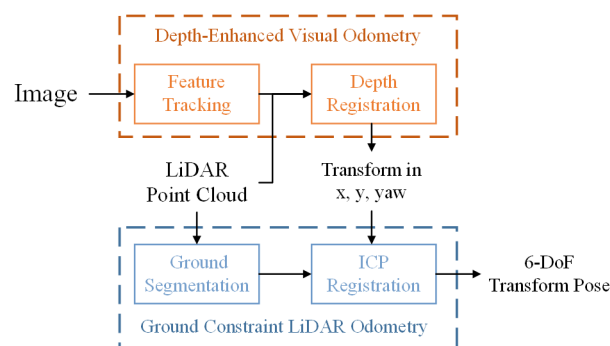 Depth-Enhanced Visual Odometry
Image
Feature
Tracking
Depth
Registration
LiDAR
Point Cloud
Transform in
x, y, yaw
Ground
Segmentation
ICP
Registration
6-DoF
Transform Pose
Ground Constraint LiDAR Odometry